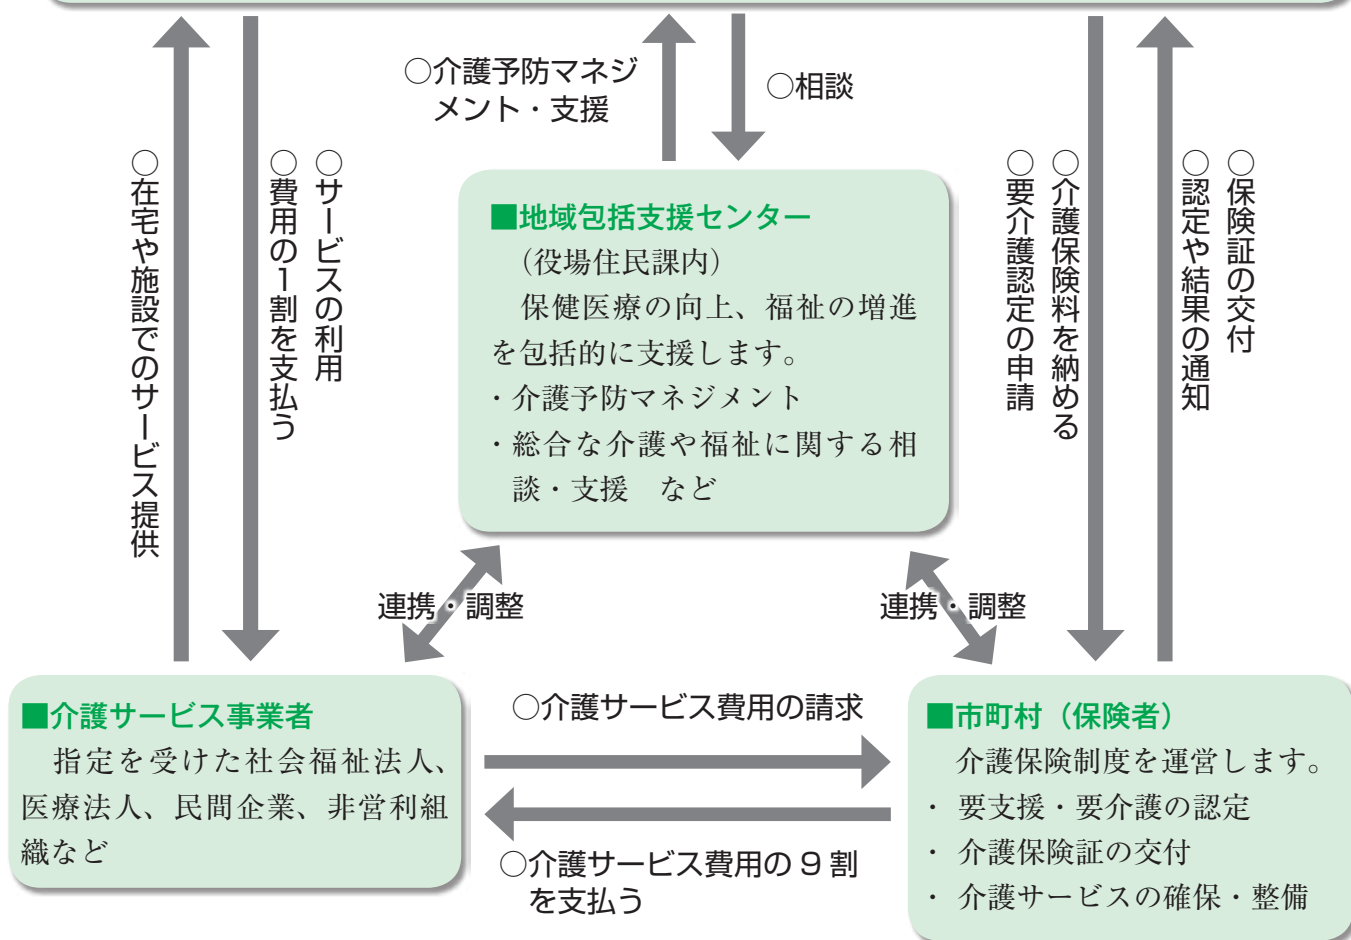 ○介護予防マネジ
メント・支援
○相談
○在宅や施設でのサービス提供
○サービスの利用
○費用の1割を支払う
■地域包括支援センター
（役場住民課内）
保健医療の向上、福祉の増進
を包括的に支援します。
・介護予防マネジメント
・総合な介護や福祉に関する相
談・支援　など
○介護保険料を納める
○要介護認定の申請
○保険証の交付
○認定や結果の通知
連携・調整
連携・調整
■介護サービス事業者
指定を受けた社会福祉法人、
医療法人、民間企業、非営利組
織など
○介護サービス費用の請求
○介護サービス費用の 9 割
を支払う
■市町村（保険者）
介護保険制度を運営します。
・ 要支援・要介護の認定
・ 介護保険証の交付
・ 介護サービスの確保・整備